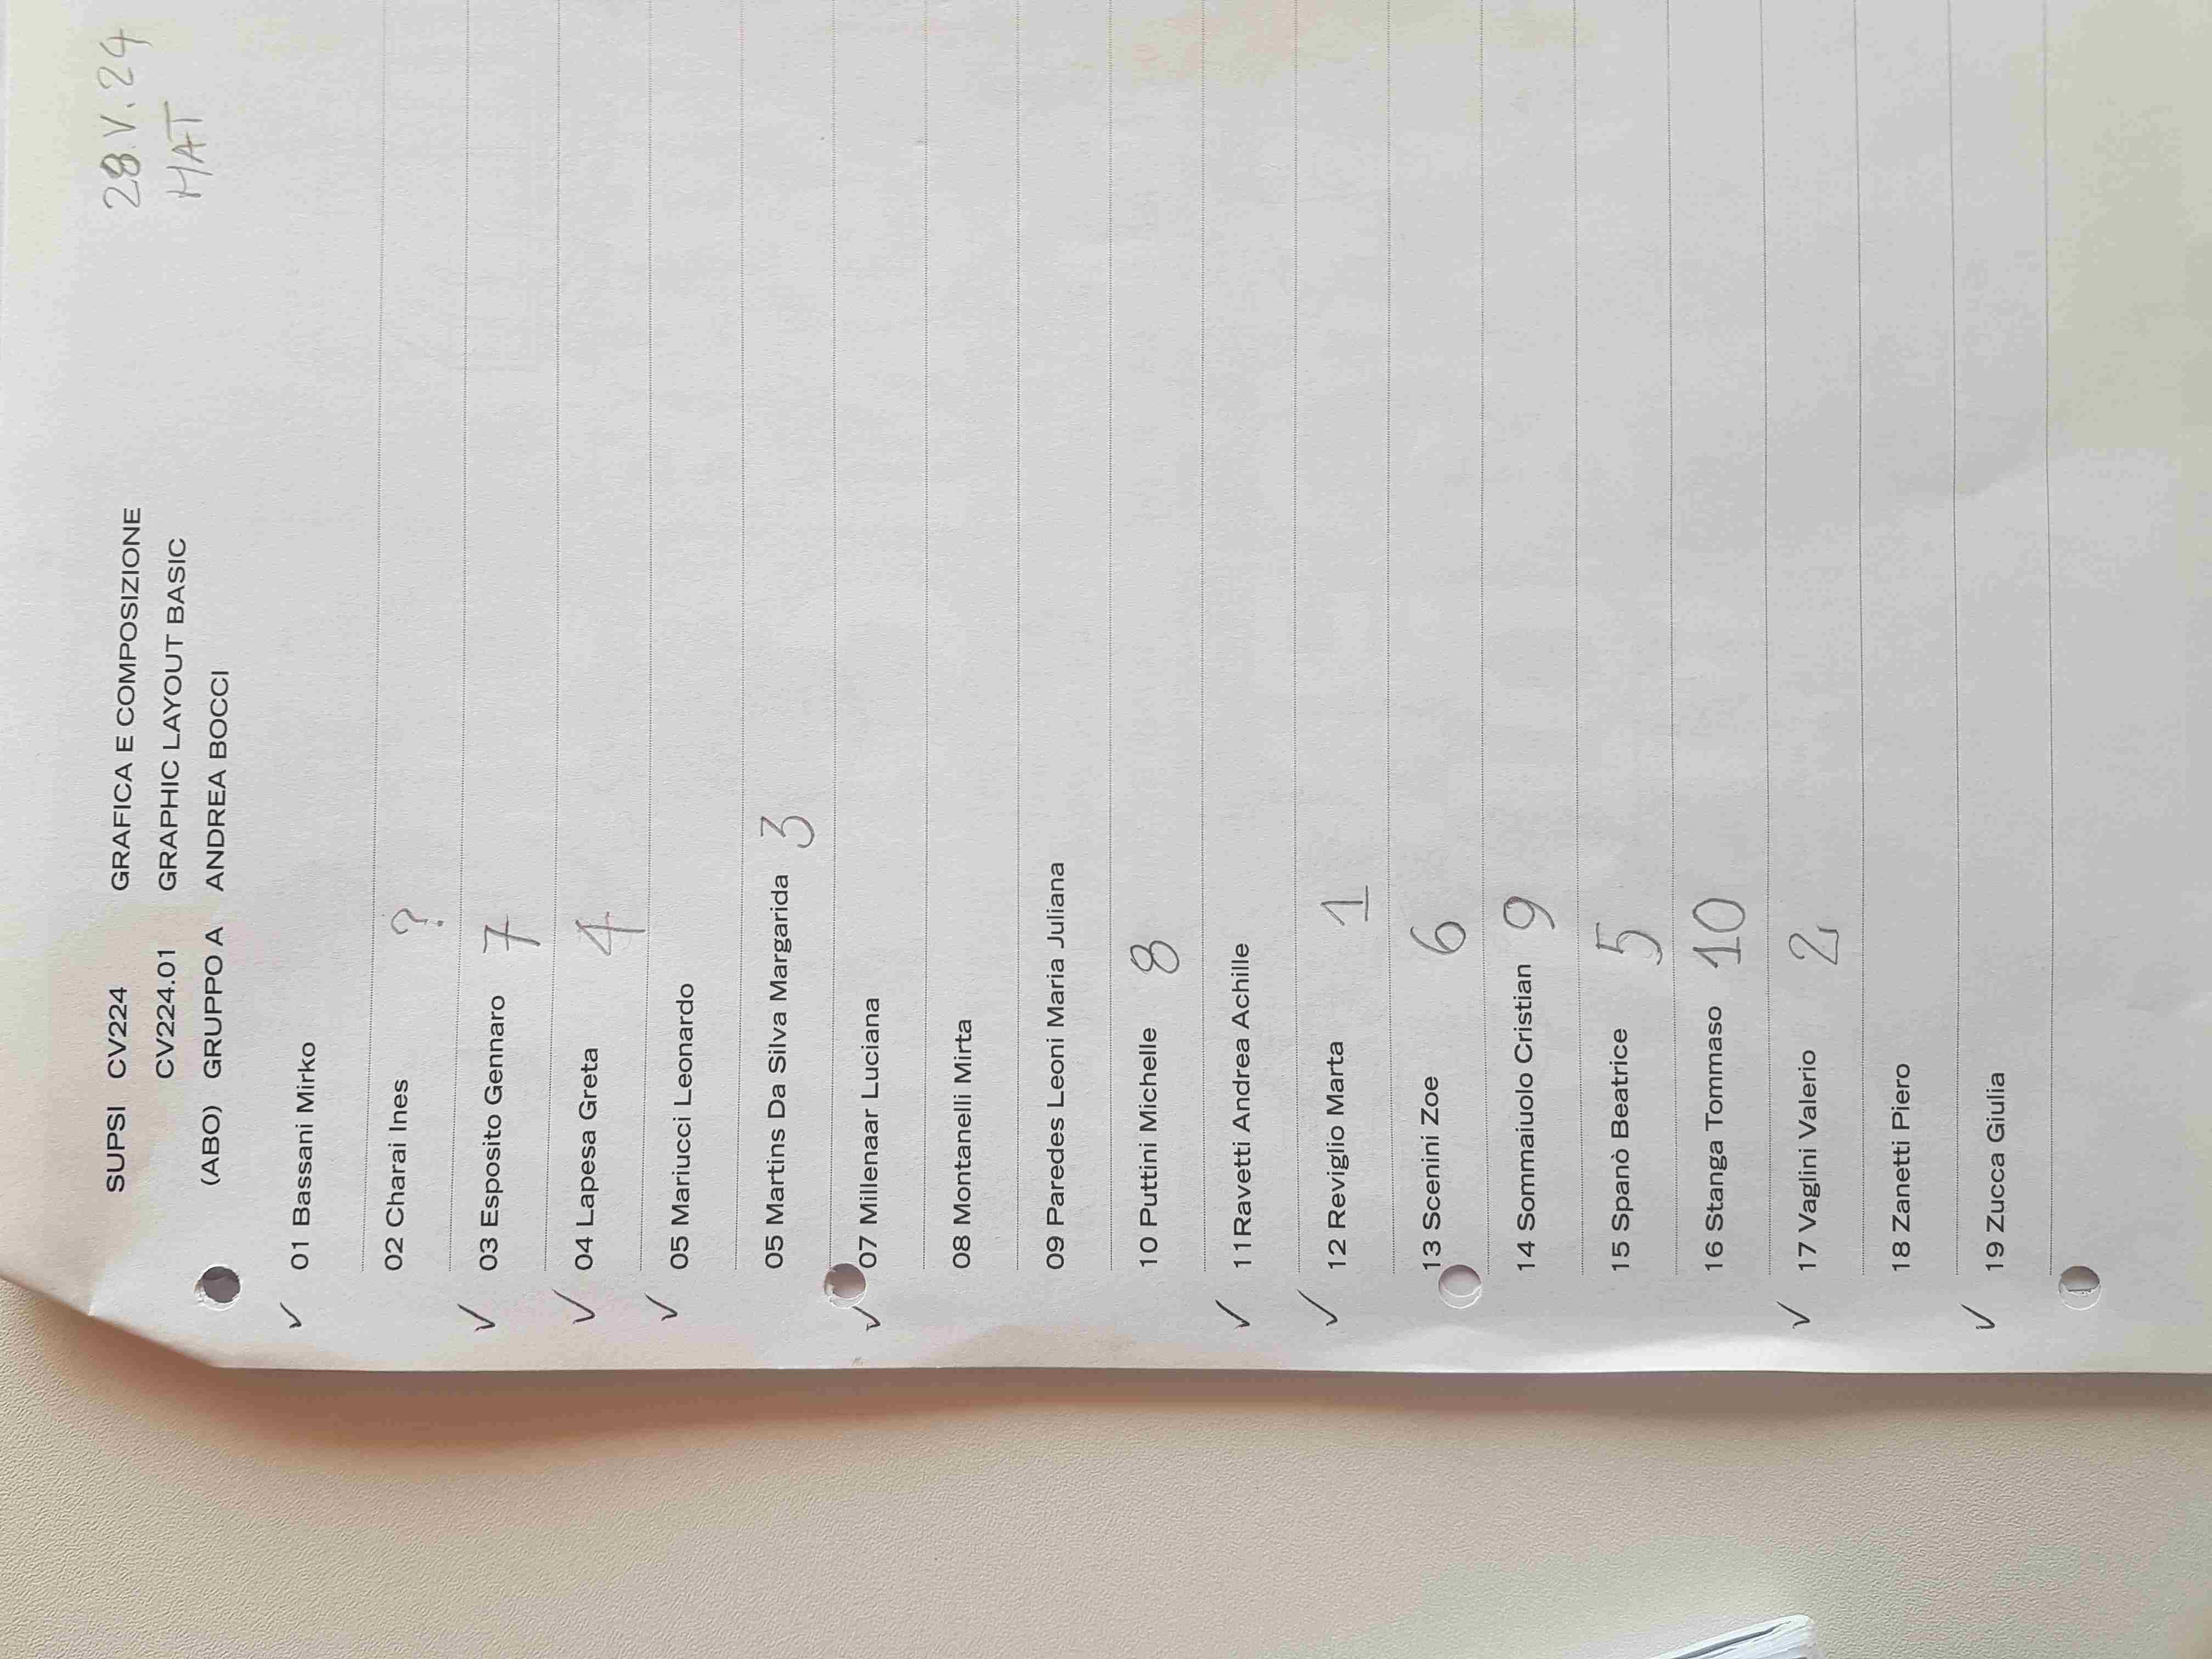 28.V.24
MAT
SUPSI CV224 GRAFICA E COMPOSIZIONE
CV224.01 GRAPHIC LAYOUT BASIC
(ABO) GRUPPO A ANDREA BOCCI
✓ 01 Bassani Mirko
02 Charai Ines ?
✓ 03 Esposito Gennaro 7
✓ 04 Lapesa Greta 4
✓ 05 Mariucci Leonardo
05 Martins Da Silva Margarida 3
✓ 07 Millenaar Luciana
08 Montanelli Mirta
09 Paredes Leoni Maria Juliana
10 Puttini Michelle 8
✓ 11Ravetti Andrea Achille
✓ 12 Reviglio Marta 1
13 Scenini Zoe 6
14 Sommaiuolo Cristian 9
15 Spanò Beatrice 5
16 Stanga Tommaso 10
✓ 17 Vaglini Valerio 2
18 Zanetti Piero
✓ 19 Zucca Giulia